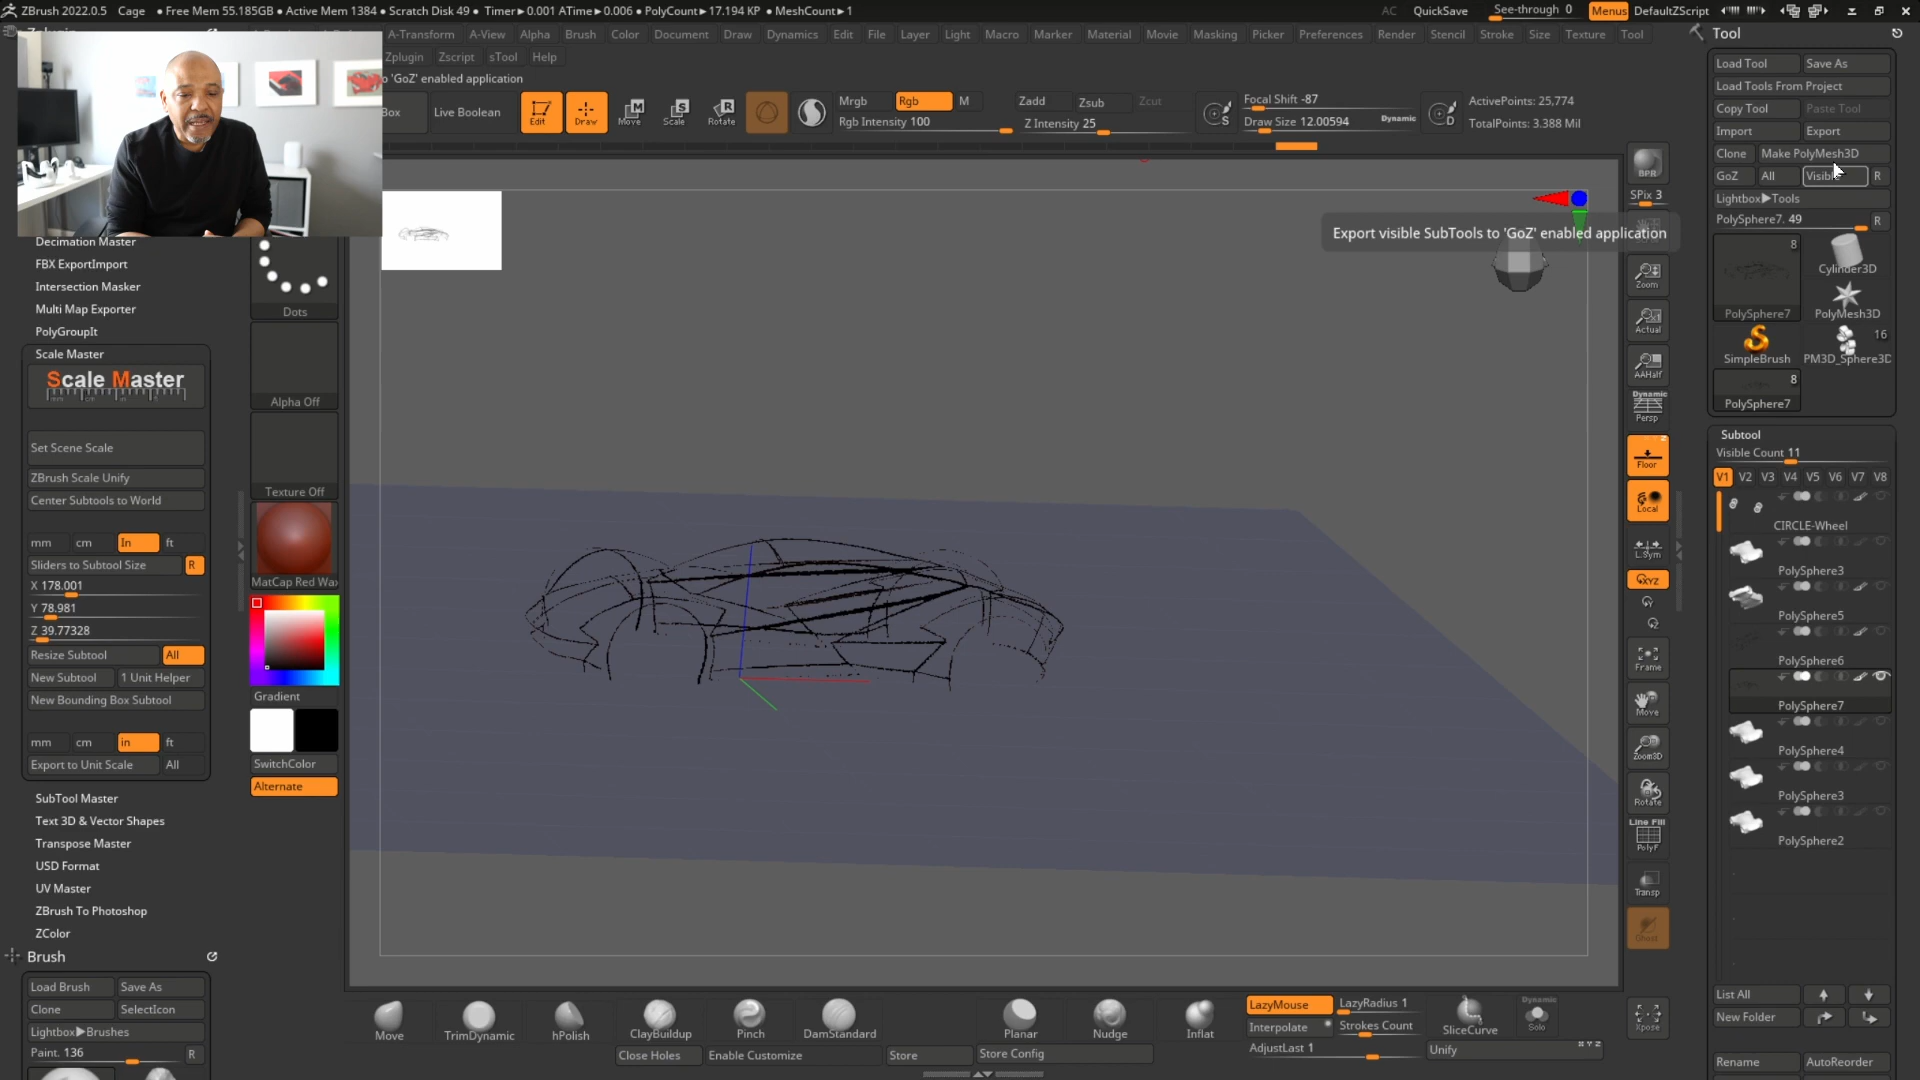 ZBrush 2022.0.5 Cage • Free Mem 55.185GB • Active Mem 1384 • Scratch Disk 49 • Timer▶0.001 ATime▶0.006 • PolyCount▶17.194 KP • MeshCount▶1
AC QuickSave See-through 0 Menus DefaultZScript
A-Transform A-View Alpha Brush Color Document Draw Dynamics Edit File Layer Light Macro Marker Material Movie Masking Picker Preferences Render Stencil Stroke Size Texture Tool
Zplugin Zscript sTool Help
'GoZ' enabled application
Box Live Boolean
Edit Draw Move Scale Rotate
Mrgb Rgb M
Rgb Intensity 100
Zadd Zsub Zcut
Z Intensity 25
Focal Shift -87
Draw Size 12.00594 Dynamic
ActivePoints: 25,774
TotalPoints: 3.388 Mil
Decimation Master
FBX ExportImport
Intersection Masker
Multi Map Exporter
PolyGroupIt
Scale Master
Scale Master
Set Scene Scale
ZBrush Scale Unify
Center Subtools to World
mm cm In ft
Sliders to Subtool Size R
X 178.001
Y 78.981
Z 39.77328
Resize Subtool All
New Subtool 1 Unit Helper
New Bounding Box Subtool
mm cm in ft
Export to Unit Scale All
SubTool Master
Text 3D & Vector Shapes
Transpose Master
USD Format
UV Master
ZBrush To Photoshop
ZColor
Brush
Load Brush Save As
Clone SelectIcon
Lightbox▶Brushes
Paint. 136 R
Dots
Alpha Off
Texture Off
MatCap Red Wax
Gradient
SwitchColor
Alternate
Export visible SubTools to 'GoZ' enabled application
BPR
SPix 3
Zoom
Actual
AAHalf
Dynamic
Persp
Floor
Local
L.Sym
XYZ
Frame
Move
Zoom3D
Rotate
Line Fill
PolyF
Transp
Ghost
Xpose
Tool
Load Tool Save As
Load Tools From Project
Copy Tool Paste Tool
Import Export
Clone Make PolyMesh3D
GoZ All Visible R
Lightbox▶Tools
PolySphere7. 49 R
8
Cylinder3D
PolySphere7 PolyMesh3D
16
SimpleBrush PM3D_Sphere3D
8
PolySphere7
Subtool
Visible Count 11
V1 V2 V3 V4 V5 V6 V7 V8
CIRCLE-Wheel
PolySphere3
PolySphere5
PolySphere6
PolySphere7
PolySphere4
PolySphere3
PolySphere2
List All
New Folder
Rename AutoReorder
Move TrimDynamic hPolish ClayBuildup Pinch DamStandard Planar Nudge Inflat
Close Holes Enable Customize Store Store Config
LazyMouse LazyRadius 1
Interpolate Strokes Count
AdjustLast 1
SliceCurve
Dynamic
Solo
Unify
X Y Z